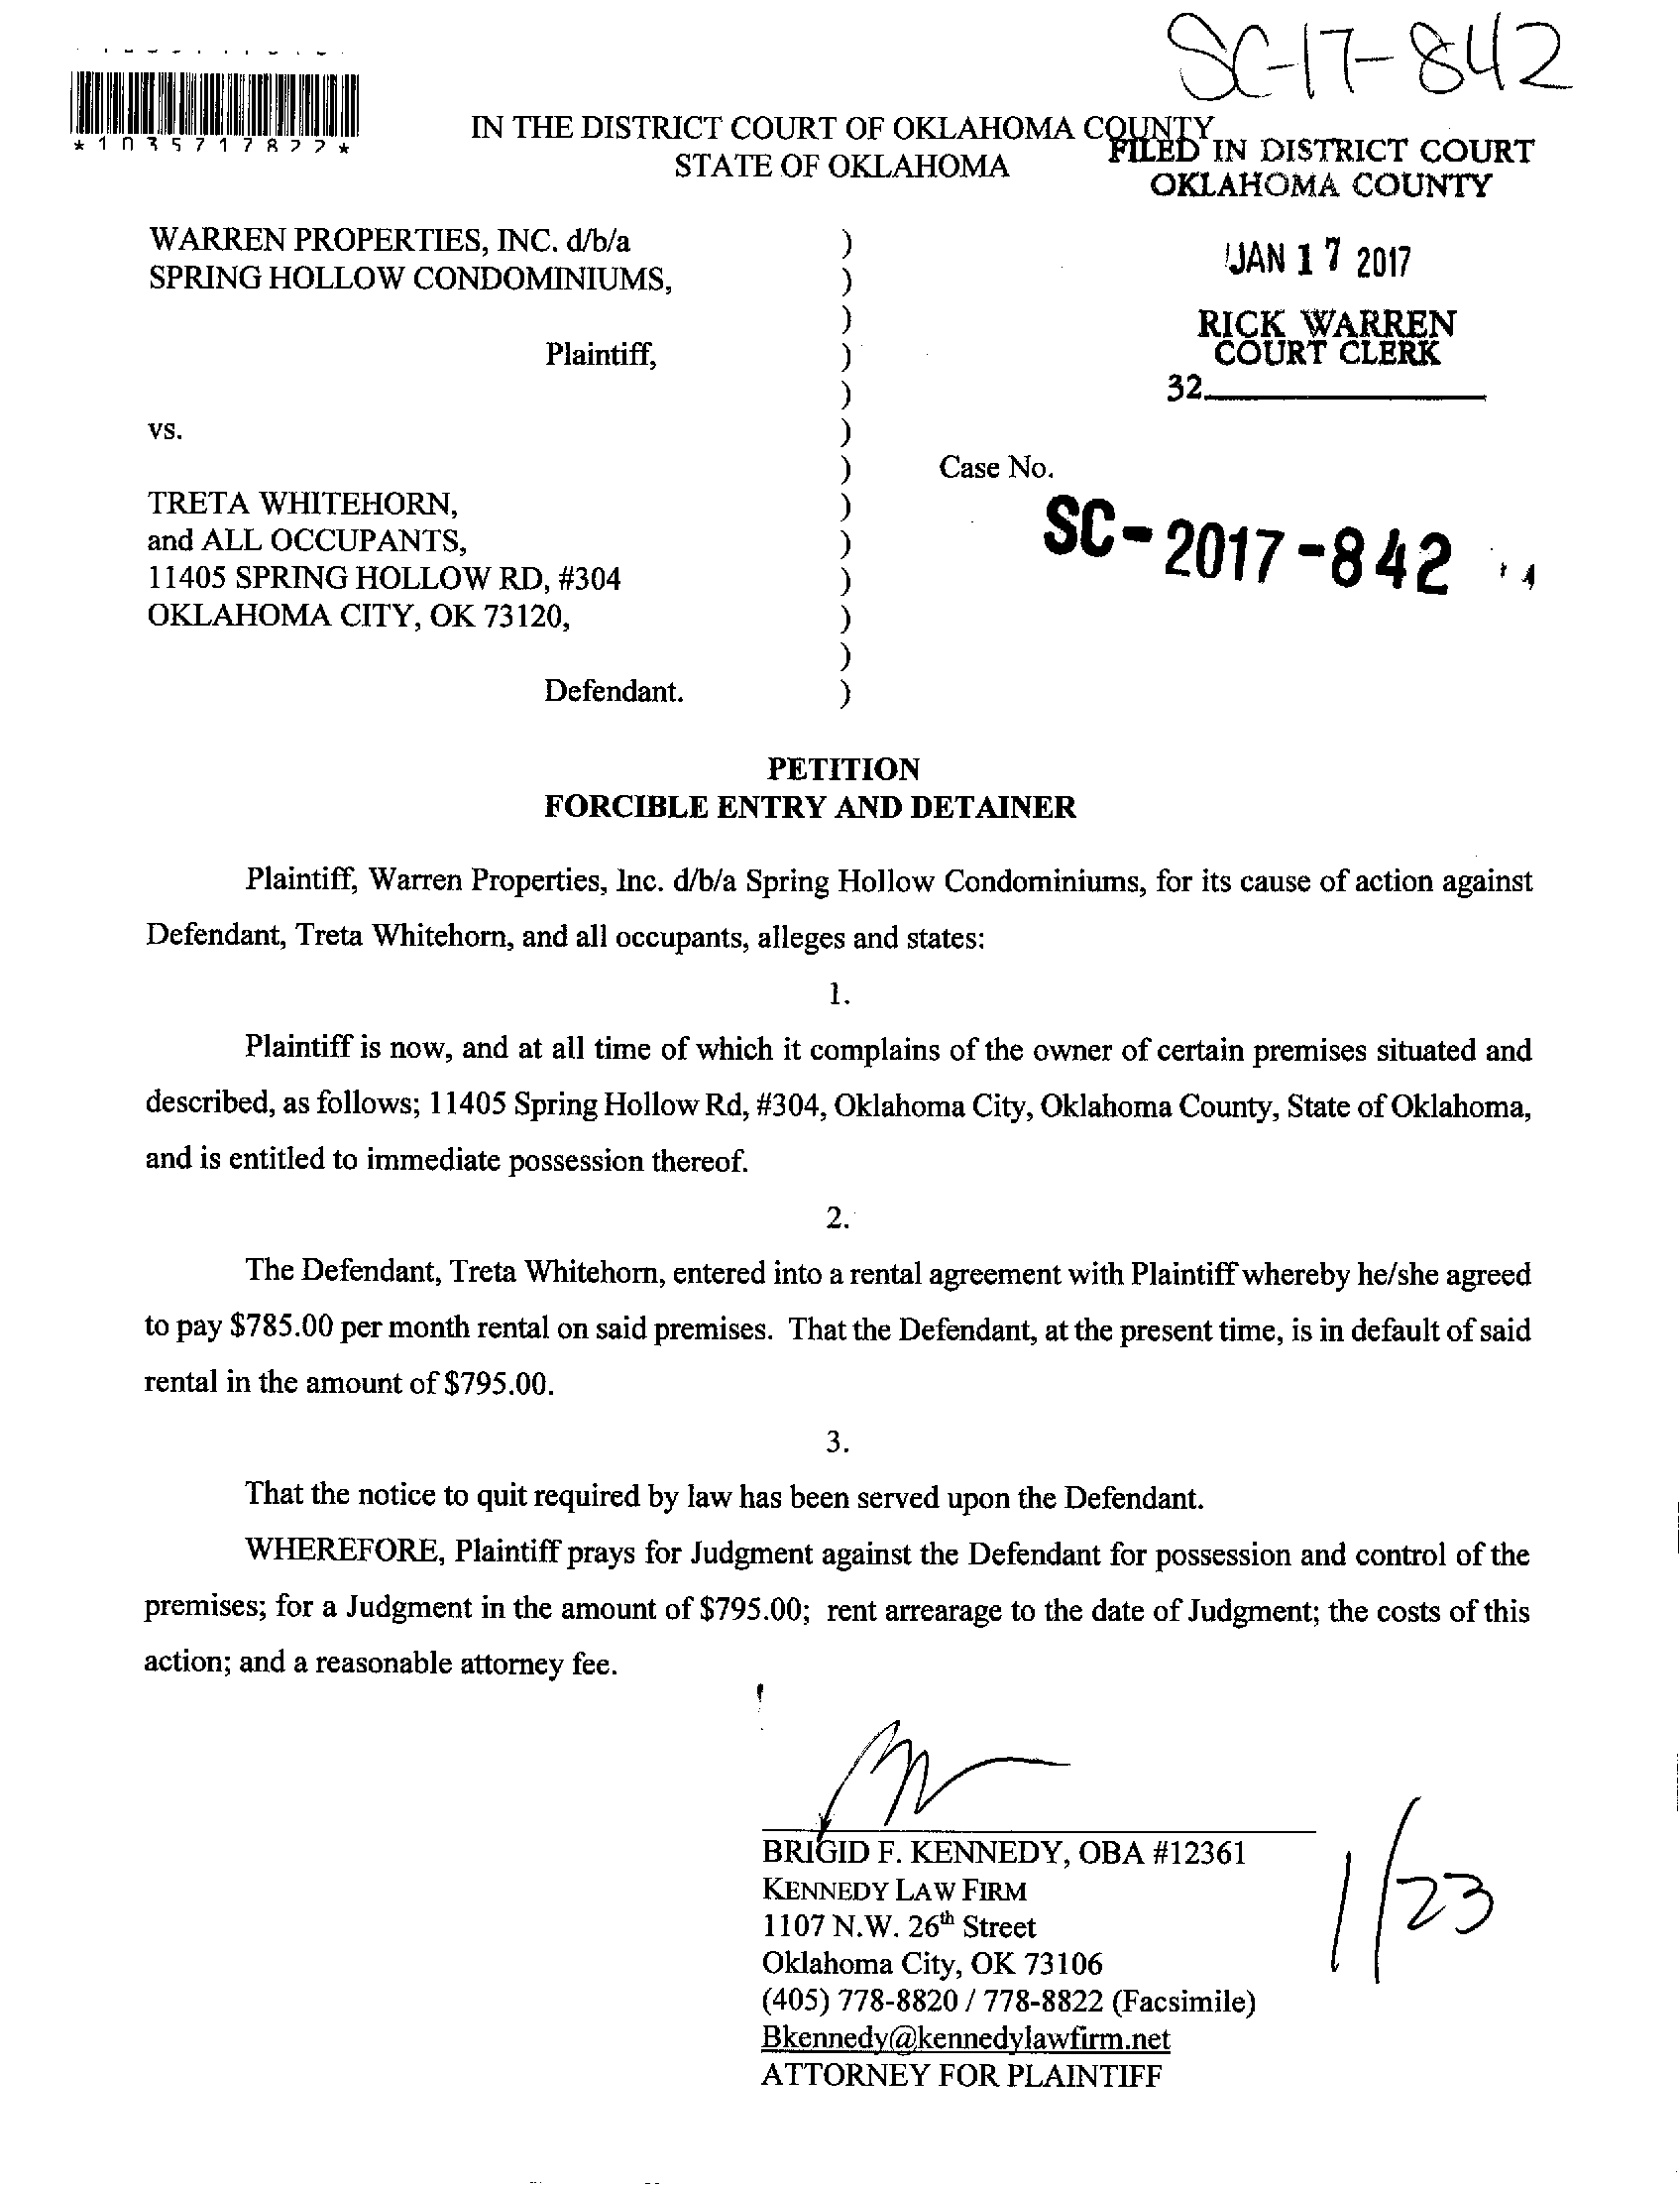 SC-17-842
*1035717822*
IN THE DISTRICT COURT OF OKLAHOMA COUNTY
STATE OF OKLAHOMA
FILED IN DISTRICT COURT
OKLAHOMA COUNTY
JAN 17 2017
RICK WARREN
COURT CLERK
32
WARREN PROPERTIES, INC. d/b/a )
SPRING HOLLOW CONDOMINIUMS, )
)
Plaintiff, )
)
vs. )
) Case No.
TRETA WHITEHORN, )
and ALL OCCUPANTS, ) SC-2017-842
11405 SPRING HOLLOW RD, #304 )
OKLAHOMA CITY, OK 73120, )
)
Defendant. )
PETITION
FORCIBLE ENTRY AND DETAINER
Plaintiff, Warren Properties, Inc. d/b/a Spring Hollow Condominiums, for its cause of action against
Defendant, Treta Whitehorn, and all occupants, alleges and states:
1.
Plaintiff is now, and at all time of which it complains of the owner of certain premises situated and
described, as follows; 11405 Spring Hollow Rd, #304, Oklahoma City, Oklahoma County, State of Oklahoma,
and is entitled to immediate possession thereof.
2.
The Defendant, Treta Whitehorn, entered into a rental agreement with Plaintiff whereby he/she agreed
to pay $785.00 per month rental on said premises. That the Defendant, at the present time, is in default of said
rental in the amount of $795.00.
3.
That the notice to quit required by law has been served upon the Defendant.
WHEREFORE, Plaintiff prays for Judgment against the Defendant for possession and control of the
premises; for a Judgment in the amount of $795.00; rent arrearage to the date of Judgment; the costs of this
action; and a reasonable attorney fee.
BRIGID F. KENNEDY, OBA #12361
KENNEDY LAW FIRM
1107 N.W. 26th Street
Oklahoma City, OK 73106
(405) 778-8820 / 778-8822 (Facsimile)
Bkennedy@kennedylawfirm.net
ATTORNEY FOR PLAINTIFF
1/23